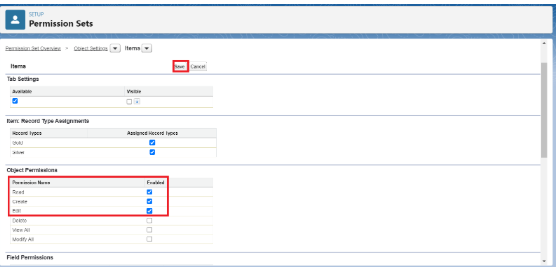 SETUP
Permission Sets
Permission Set Overview > Object Settings Items
Items Save Cancel
Tab Settings
Available Visible
Item: Record Type Assignments
Record Types Assigned Record Types
Gold
Silver
Object Permissions
Permission Name Enabled
Read
Create
Edit
Delete
View All
Modify All
Field Permissions